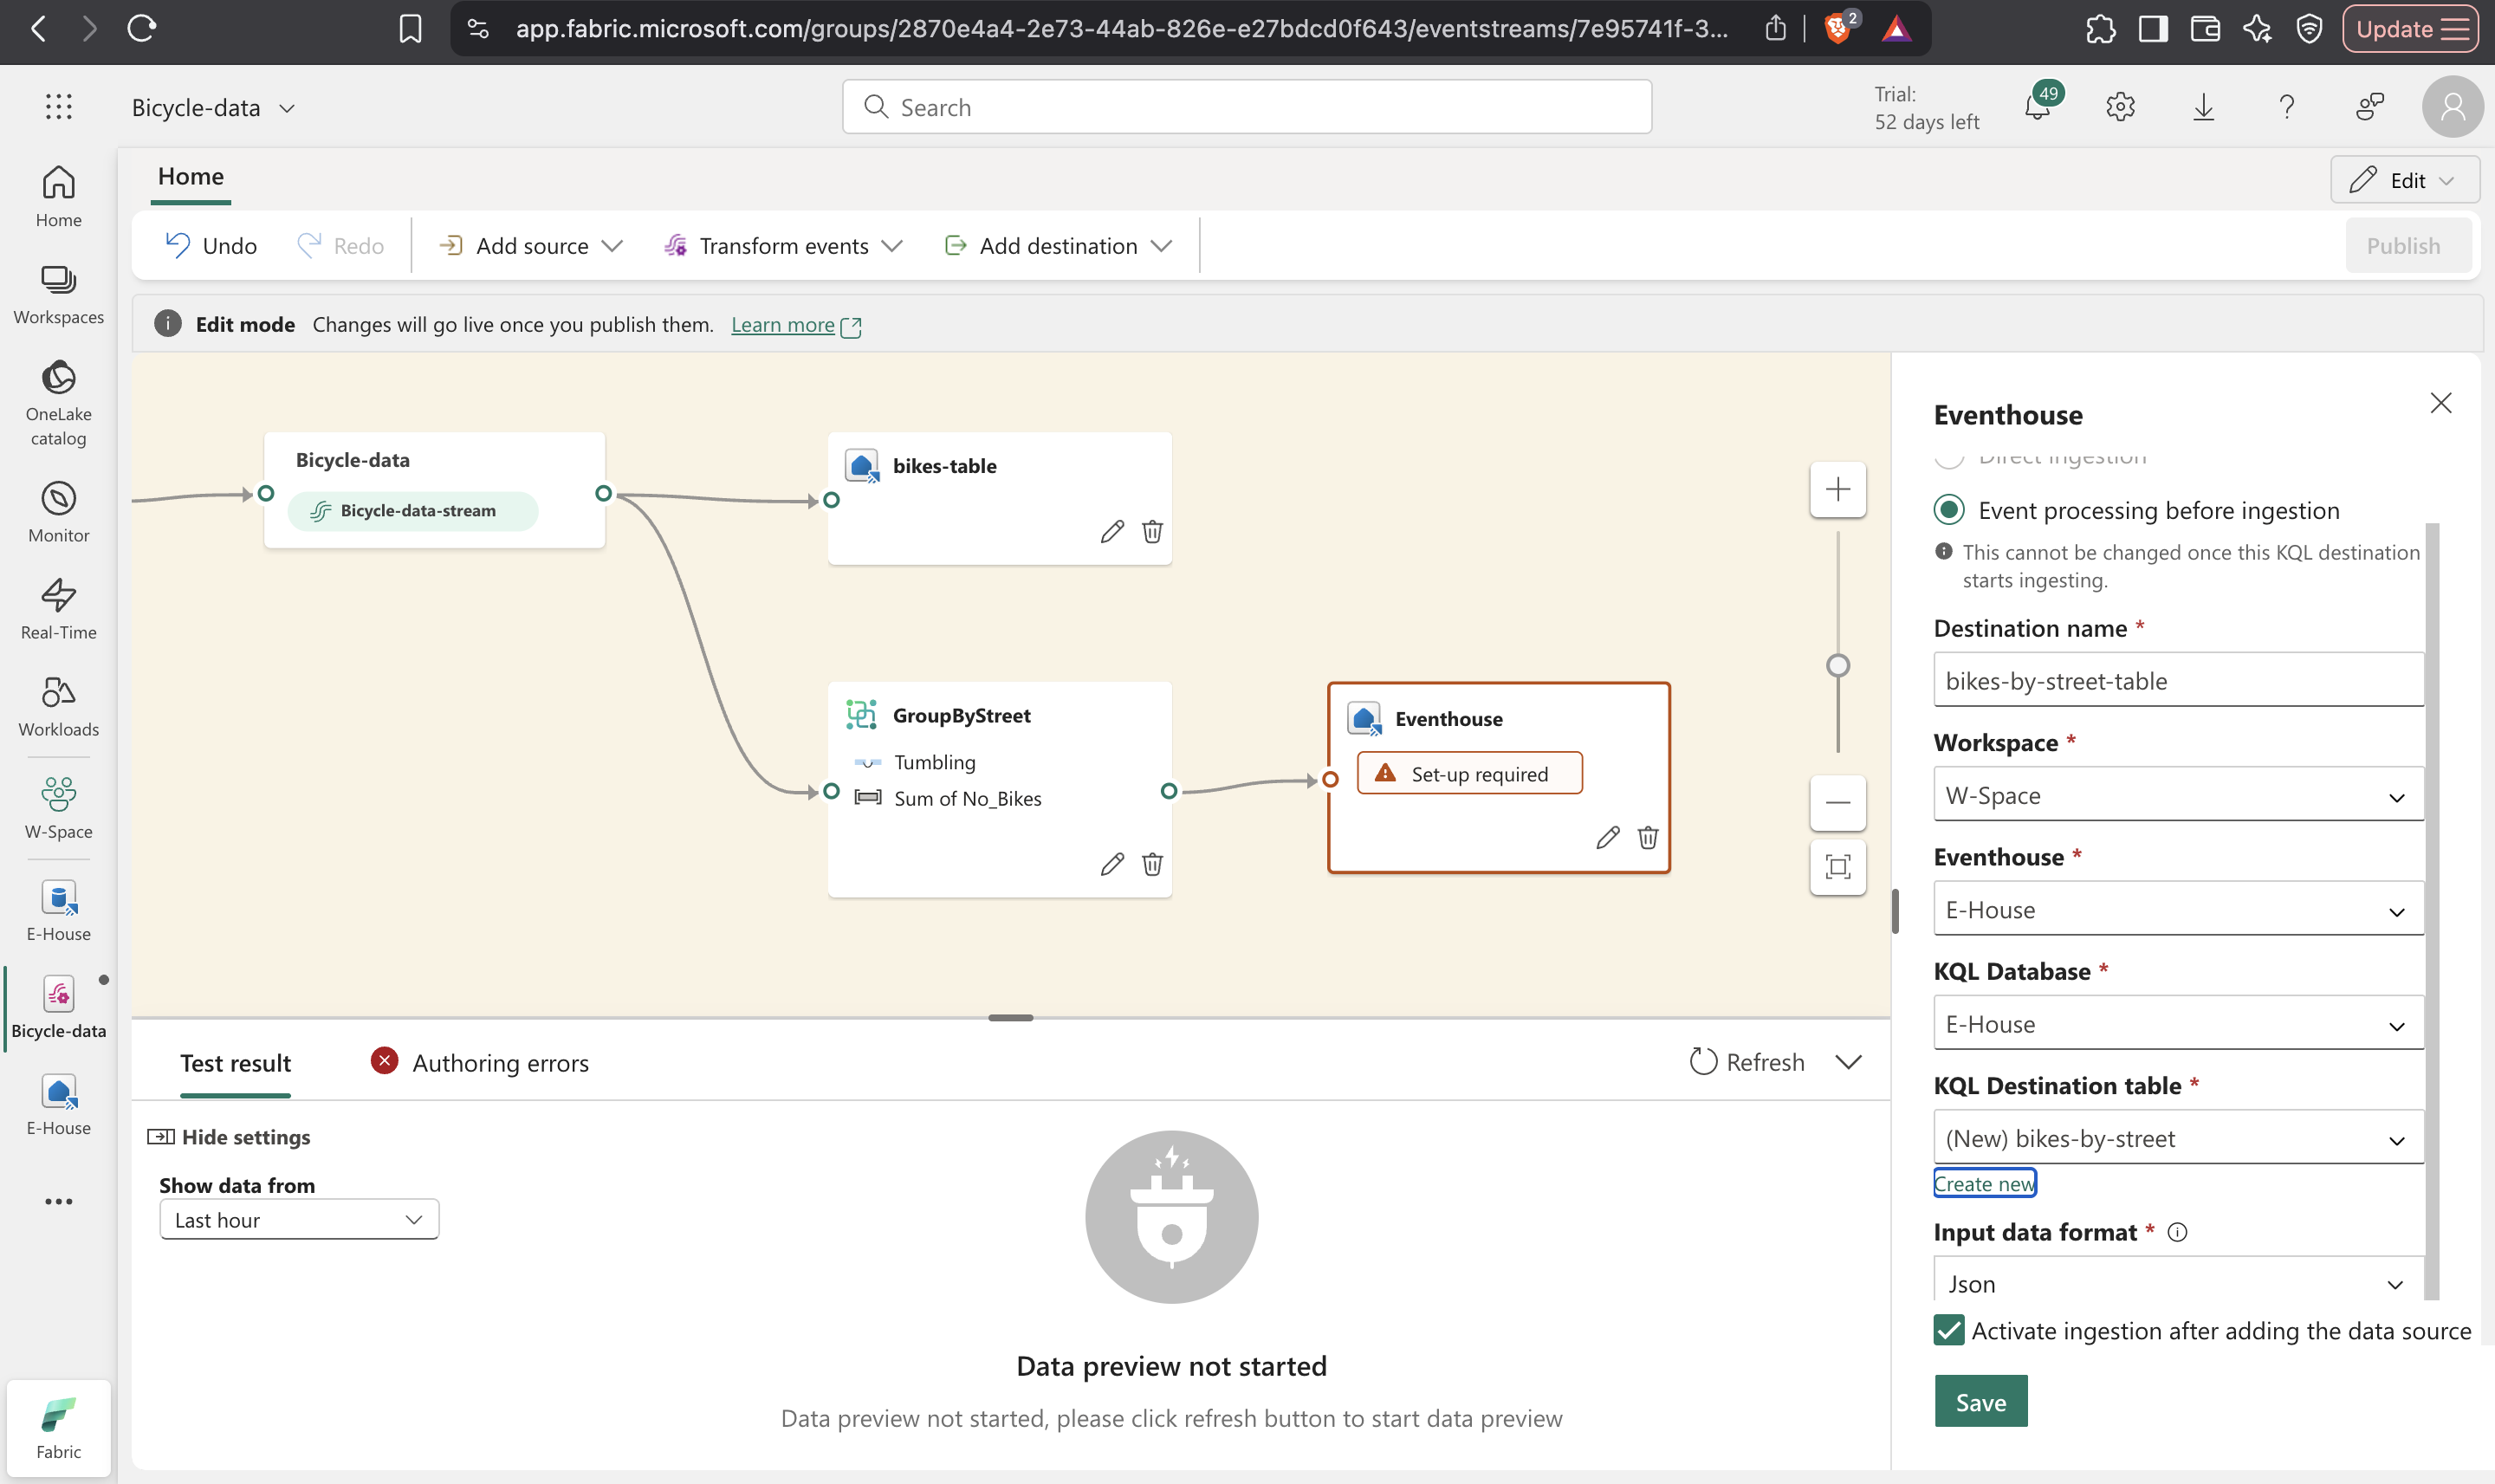 app.fabric.microsoft.com/groups/2870e4a4-2e73-44ab-826e-e27bdcd0f643/eventstreams/7e95741f-3...
2
Update
Bicycle-data
Search
Trial:
52 days left
49
Home
Workspaces
OneLake
catalog
Monitor
Real-Time
Workloads
W-Space
E-House
Bicycle-data
E-House
Fabric
Home
Edit
Undo
Redo
Add source
Transform events
Add destination
Publish
Edit mode Changes will go live once you publish them. Learn more
Bicycle-data
Bicycle-data-stream
bikes-table
GroupByStreet
Tumbling
Sum of No_Bikes
Eventhouse
Set-up required
Test result
Authoring errors
Refresh
Hide settings
Show data from
Last hour
Data preview not started
Data preview not started, please click refresh button to start data preview
Eventhouse
Direct ingestion
Event processing before ingestion
This cannot be changed once this KQL destination
starts ingesting.
Destination name *
bikes-by-street-table
Workspace *
W-Space
Eventhouse *
E-House
KQL Database *
E-House
KQL Destination table *
(New) bikes-by-street
Create new
Input data format *
Json
Activate ingestion after adding the data source
Save